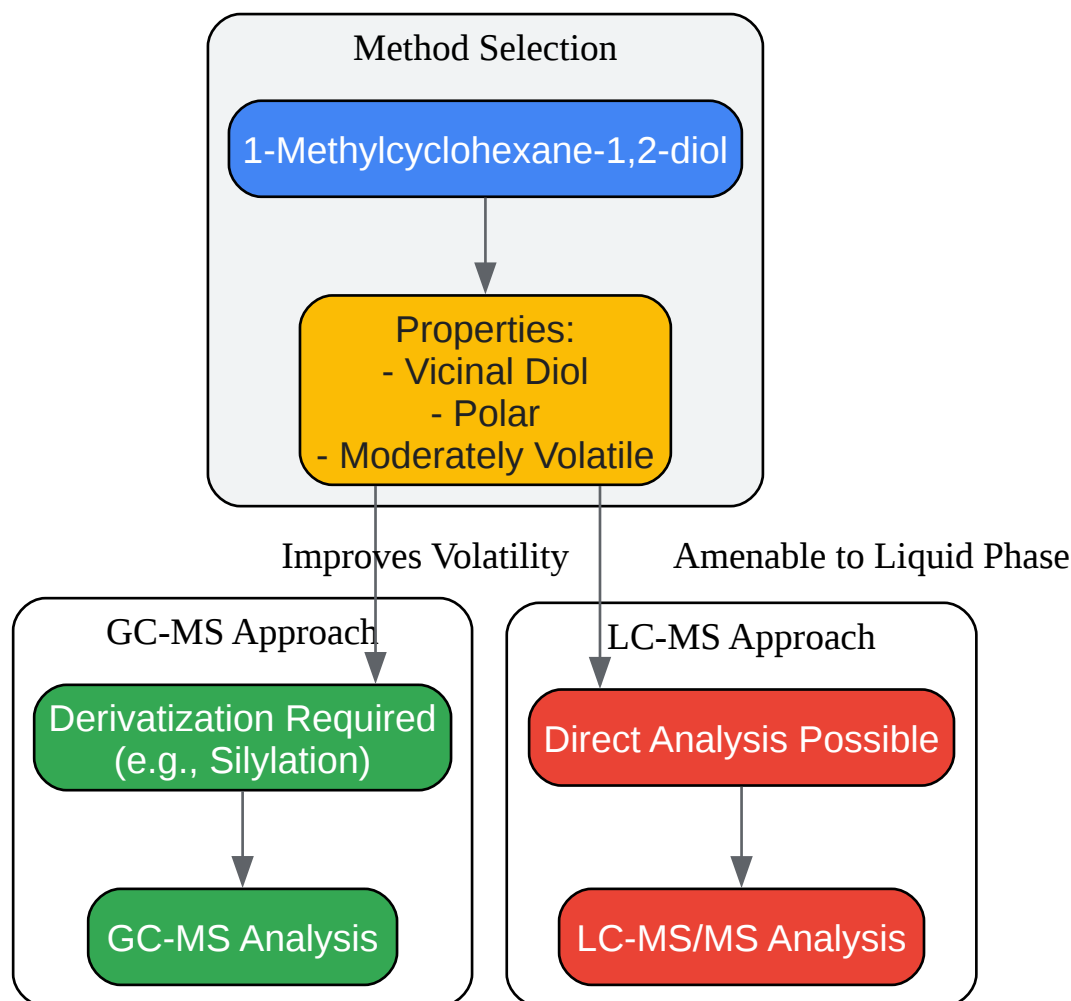 Method Selection
1-Methylcyclohexane-1,2-diol
Properties:
- Vicinal Diol
- Polar
- Moderately Volatile
Improves Volatility
Amenable to Liquid Phase
GC-MS Approach
Derivatization Required
(e.g., Silylation)
GC-MS Analysis
LC-MS Approach
Direct Analysis Possible
LC-MS/MS Analysis